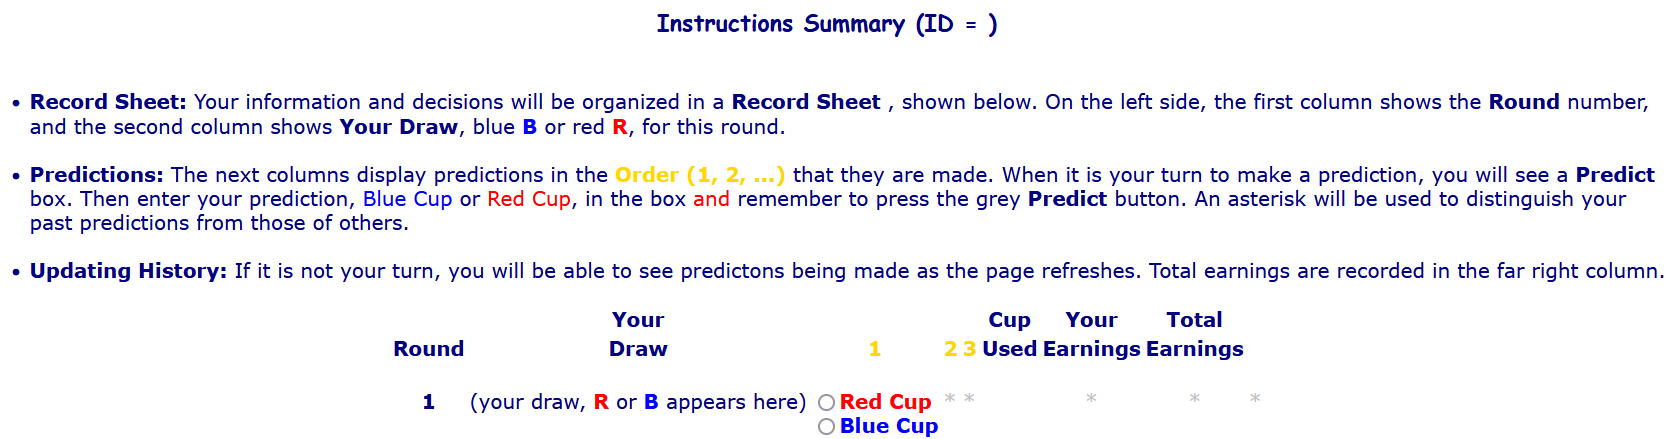 Instructions Summary (ID = )
• Record Sheet: Your information and decisions will be organized in a Record Sheet , shown below. On the left side, the first column shows the Round number,
and the second column shows Your Draw, blue B or red R, for this round.
• Predictions: The next columns display predictions in the Order (1, 2, ...) that they are made. When it is your turn to make a prediction, you will see a Predict
box. Then enter your prediction, Blue Cup or Red Cup, in the box and remember to press the grey Predict button. An asterisk will be used to distinguish your
past predictions from those of others.
• Updating History: If it is not your turn, you will be able to see predictons being made as the page refreshes. Total earnings are recorded in the far right column.
Your Cup Your Total
Round Draw 1 2 3 Used Earnings Earnings
1 (your draw, R or B appears here) Red Cup * * * * *
Blue Cup